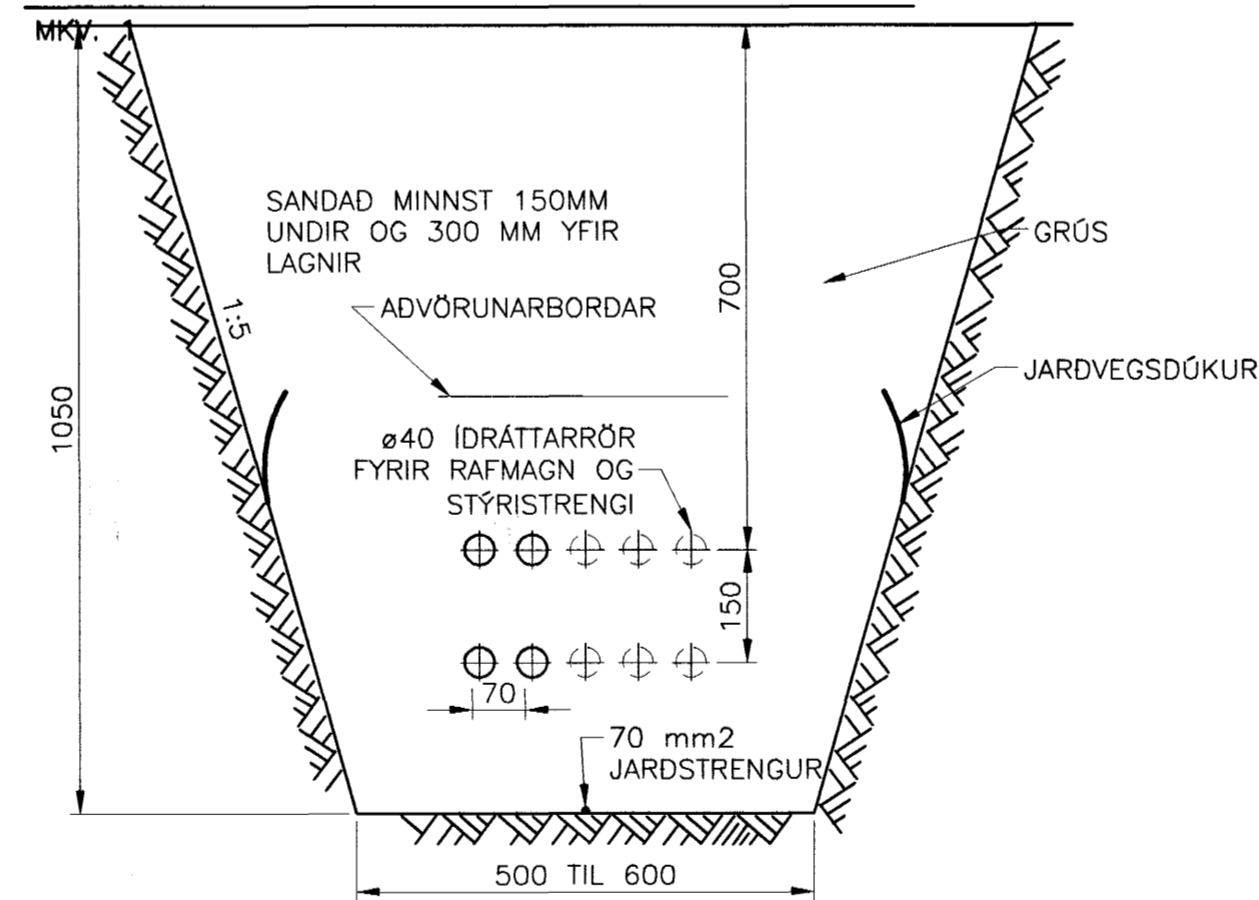 MKV.
SANDAÐ MINNST 150MM
UNDIR OG 300 MM YFIR
LAGNIR
GRÚS
700
1:5
AÐVÖRUNARBORÐAR
JARÐVEGSDÚKUR
1050
ø40 ÍDRÁTTARRÖR
FYRIR RAFMAGN OG
STÝRISTRENGI
150
70
70 mm2
JARÐSTRENGUR
500 TIL 600